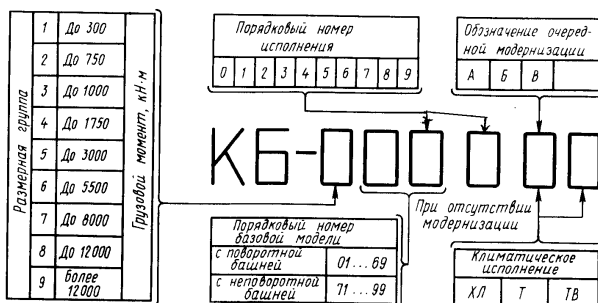 Размерная группа
1 До 300
2 До 750
3 До 1000
4 До 1750
5 До 3000
6 До 5500
7 До 8000
8 До 12000
9 более 12000
Грузовой момент, кН·м
Порядковый номер
исполнения
0 1 2 3 4 5 6 7 8 9
Обозначение очеред-
ной модернизации
А Б В
КБ-
При отсутствии
модернизации
Порядковый номер
базовой модели
с поворотной
башней
01...69
с неповоротной
башней
71...99
Климатическое
исполнение
ХЛ Т ТВ